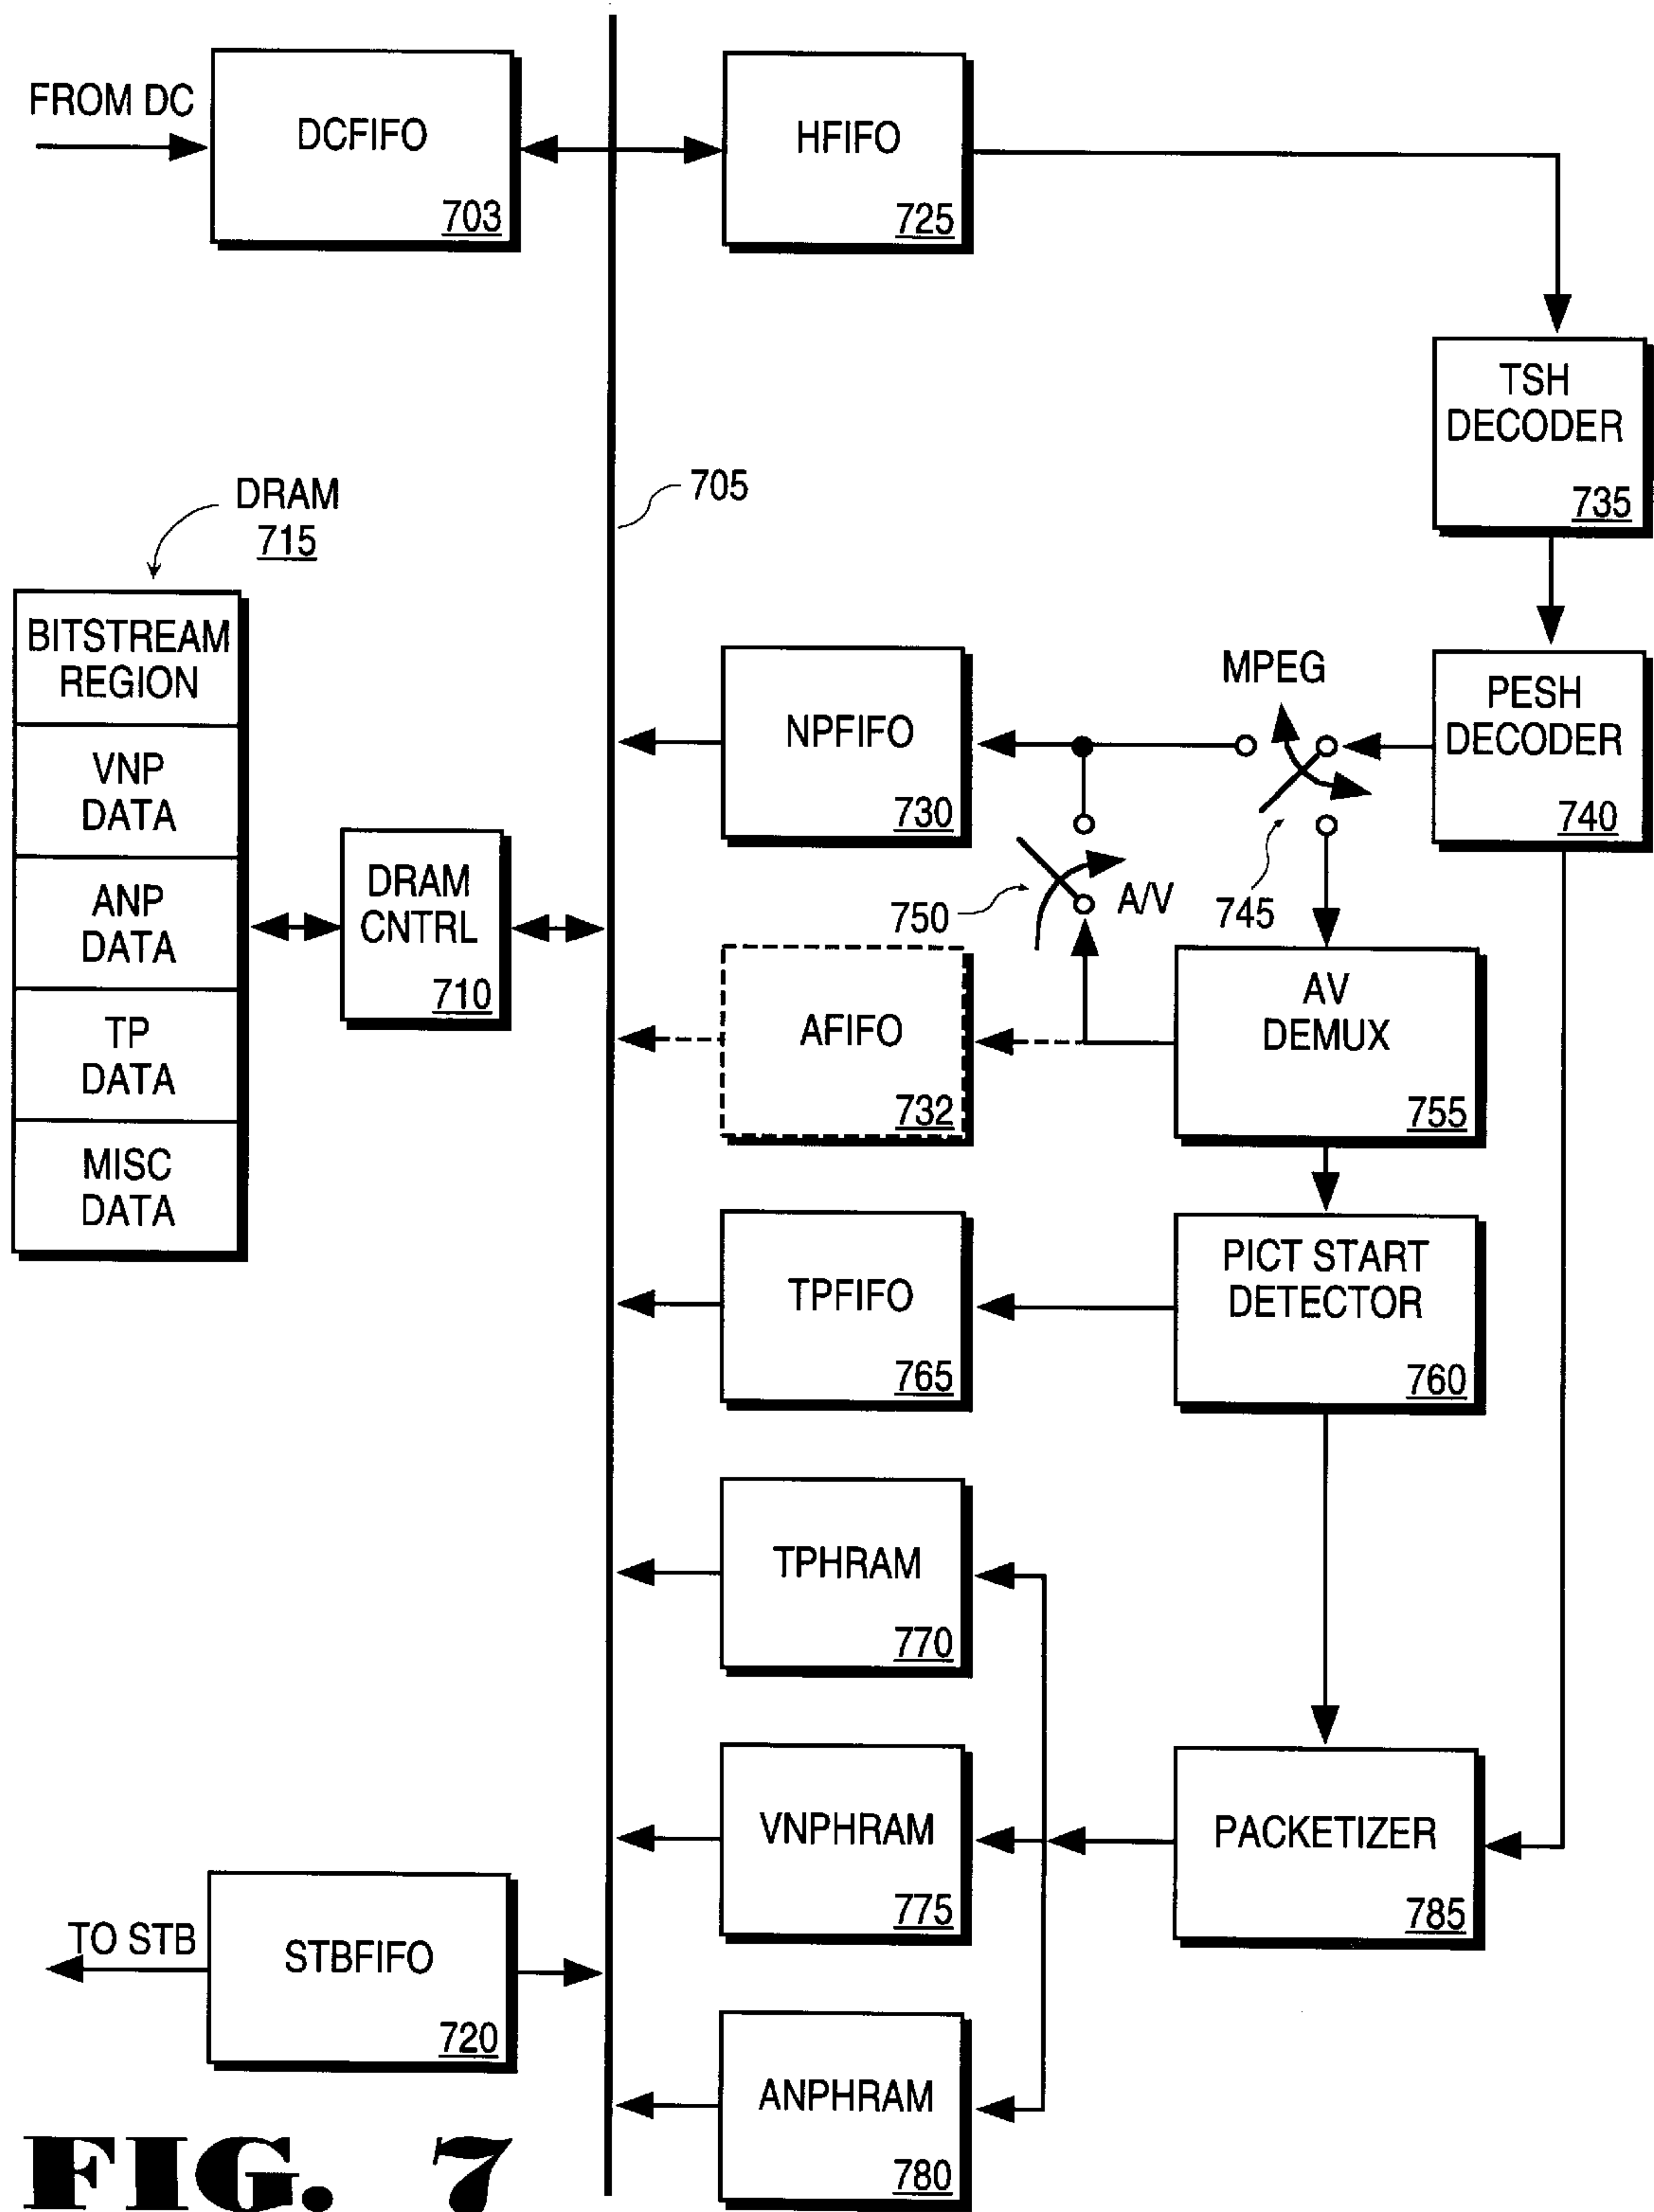 FROM DC
DCFIFO
703
HFIFO
725
TSH
DECODER
735
705
DRAM
715
BITSTREAM
REGION
VNP
DATA
ANP
DATA
TP
DATA
MISC
DATA
DRAM
CNTRL
710
NPFIFO
730
MPEG
745
PESH
DECODER
740
750
A/V
AFIFO
732
AV
DEMUX
755
TPFIFO
765
PICT START
DETECTOR
760
TPHRAM
770
VNPHRAM
775
PACKETIZER
785
TO STB
STBFIFO
720
ANPHRAM
780
FIG. 7